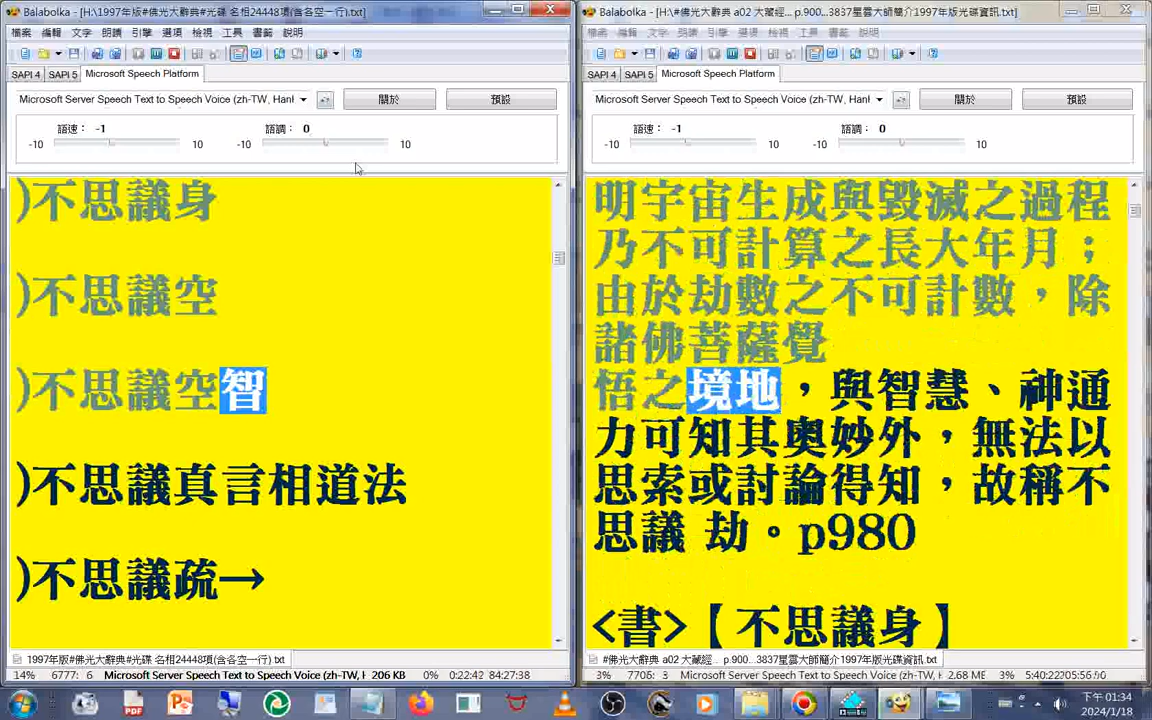 Balabolka - [H:\1997年版#佛光大辭典#光碟 名相24448項(含各空一行).txt]
檔案 編輯 文字 朗讀 引擎 選項 檢視 工具 書籤 說明
SAPI 4 SAPI 5 Microsoft Speech Platform
Microsoft Server Speech Text to Speech Voice (zh-TW, Hanl
關於
預設
語速： -1
語調： 0
-10 10 -10 10
)不思議身
)不思議空
)不思議空智
)不思議真言相道法
)不思議疏→
1997年版#佛光大辭典#光碟 名相24448項(含各空一行).txt
14% 6777: 6 Microsoft Server Speech Text to Speech Voice (zh-TW, H 206 KB 0% 0:22:42 84:27:38
Balabolka - [H:\#佛光大辭典 a02 大藏經... p.900...3837星雲大師簡介1997年版光碟資訊.txt]
檔案 編輯 文字 朗讀 引擎 選項 檢視 工具 書籤 說明
SAPI 4 SAPI 5 Microsoft Speech Platform
Microsoft Server Speech Text to Speech Voice (zh-TW, Hanl
關於
預設
語速： -1
語調： 0
-10 10 -10 10
明宇宙生成與毀滅之過程
乃不可計算之長大年月；
由於劫數之不可計數，除
諸佛菩薩覺
悟之境地，與智慧、神通
力可知其奧妙外，無法以
思索或討論得知，故稱不
思議 劫。p980
<書>【不思議身】
#佛光大辭典 a02 大藏經... p.900...3837星雲大師簡介1997年版光碟資訊.txt
3% 7706: 3 Microsoft Server Speech Text to Speech Voice (zh-TW, H 2.68 MB 3%
下午 01:34
2024/1/18